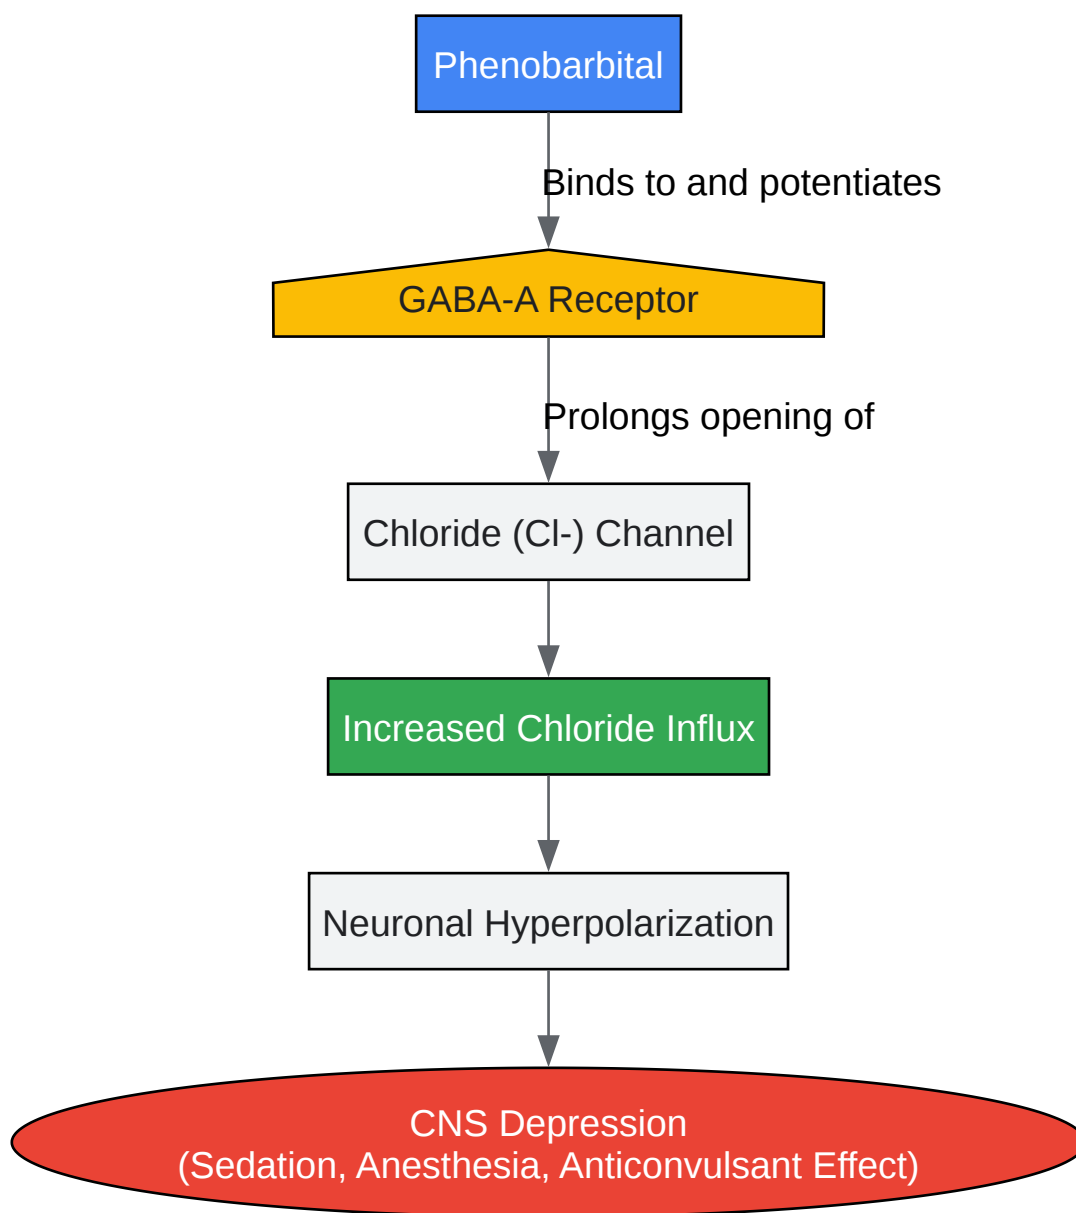 Phenobarbital
Binds to and potentiates
GABA-A Receptor
Prolongs opening of
Chloride (Cl-) Channel
Increased Chloride Influx
Neuronal Hyperpolarization
CNS Depression
(Sedation, Anesthesia, Anticonvulsant Effect)